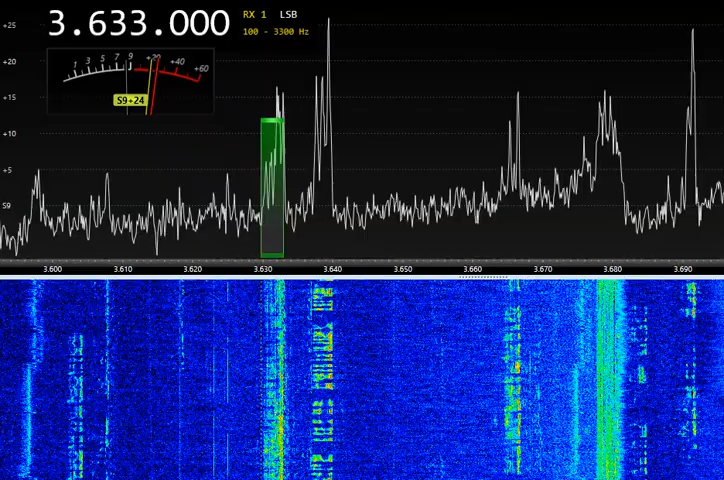 3.633.000
RX 1 LSB
100 - 3300 Hz
+25
+20
+15
+10
+5
S9
1 3 5 7 9 +20 +40 +60
S9+24
3.600 3.610 3.620 3.630 3.640 3.650 3.660 3.670 3.680 3.690